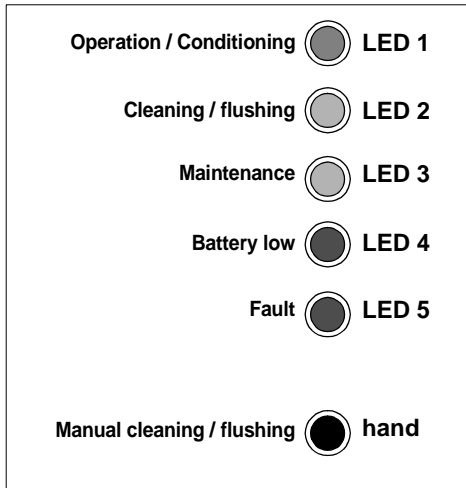 Operation / Conditioning LED 1
Cleaning / flushing LED 2
Maintenance LED 3
Battery low LED 4
Fault LED 5
Manual cleaning / flushing hand